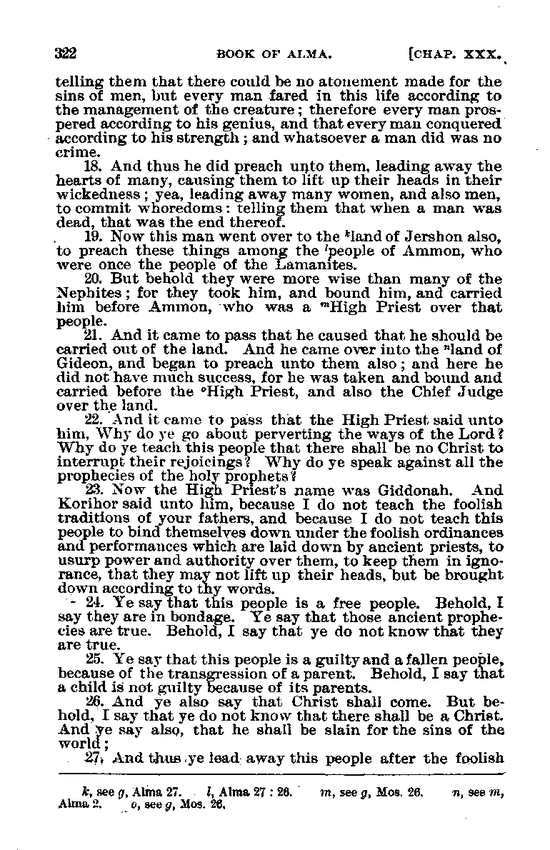 322 BOOK OF ALMA. [CHAP. XXX.
telling them that there could be no atonement made for the
sins of men, but every man fared in this life according to
the management of the creature; therefore every man pros-
pered according to his genius, and that every man conquered
according to his strength; and whatsoever a man did was no
crime.
18. And thus he did preach unto them, leading away the
hearts of many, causing them to lift up their heads in their
wickedness; yea, leading away many women, and also men,
to commit whoredoms: telling them that when a man was
dead, that was the end thereof.
19. Now this man went over to the kland of Jershon also,
to preach these things among the lpeople of Ammon, who
were once the people of the Lamanites.
20. But behold they were more wise than many of the
Nephites; for they took him, and bound him, and carried
him before Ammon, who was a mHigh Priest over that
people.
21. And it came to pass that he caused that he should be
carried out of the land. And he came over into the nland of
Gideon, and began to preach unto them also; and here he
did not have much success, for he was taken and bound and
carried before the oHigh Priest, and also the Chief Judge
over the land.
22. And it came to pass that the High Priest said unto
him, Why do ye go about perverting the ways of the Lord?
Why do ye teach this people that there shall be no Christ to
interrupt their rejoicings? Why do ye speak against all the
prophecies of the holy prophets?
23. Now the High Priest's name was Giddonah. And
Korihor said unto him, because I do not teach the foolish
traditions of your fathers, and because I do not teach this
people to bind themselves down under the foolish ordinances
and performances which are laid down by ancient priests, to
usurp power and authority over them, to keep them in igno-
rance, that they may not lift up their heads, but be brought
down according to thy words.
24. Ye say that this people is a free people. Behold, I
say they are in bondage. Ye say that those ancient prophe-
cies are true. Behold, I say that ye do not know that they
are true.
25. Ye say that this people is a guilty and a fallen people,
because of the transgression of a parent. Behold, I say that
a child is not guilty because of its parents.
26. And ye also say that Christ shall come. But be-
hold, I say that ye do not know that there shall be a Christ.
And ye say also, that he shall be slain for the sins of the
world;
27. And thus ye lead away this people after the foolish
k, see g, Alma 27. l, Alma 27 : 26. m, see g, Mos. 26. n, see m,
Alma 2. o, see g, Mos. 26.